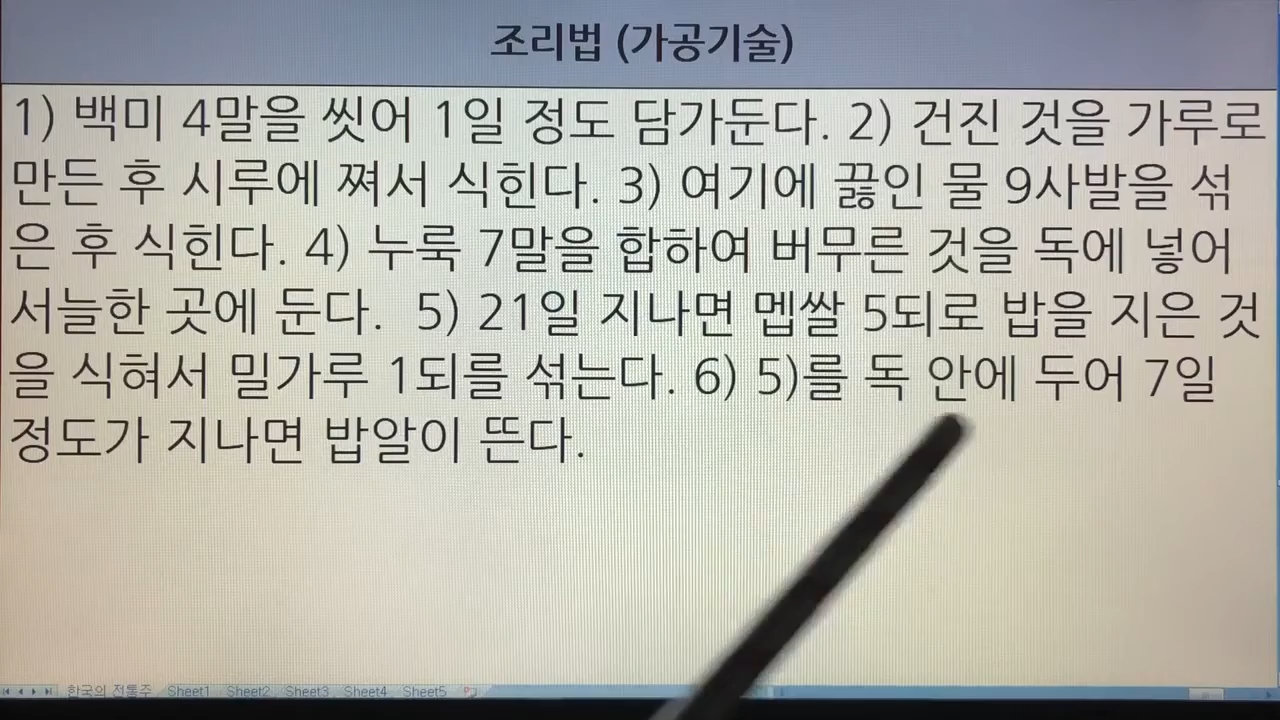 조리법 (가공기술)
1) 백미 4말을 씻어 1일 정도 담가둔다. 2) 건진 것을 가루로
만든 후 시루에 쪄서 식힌다. 3) 여기에 끓인 물 9사발을 섞
은 후 식힌다. 4) 누룩 7말을 합하여 버무른 것을 독에 넣어
서늘한 곳에 둔다.  5) 21일 지나면 멥쌀 5되로 밥을 지은 것
을 식혀서 밀가루 1되를 섞는다. 6) 5)를 독 안에 두어 7일
정도가 지나면 밥알이 뜬다.
한국의 전통주 Sheet1 Sheet2 Sheet3 Sheet4 Sheet5